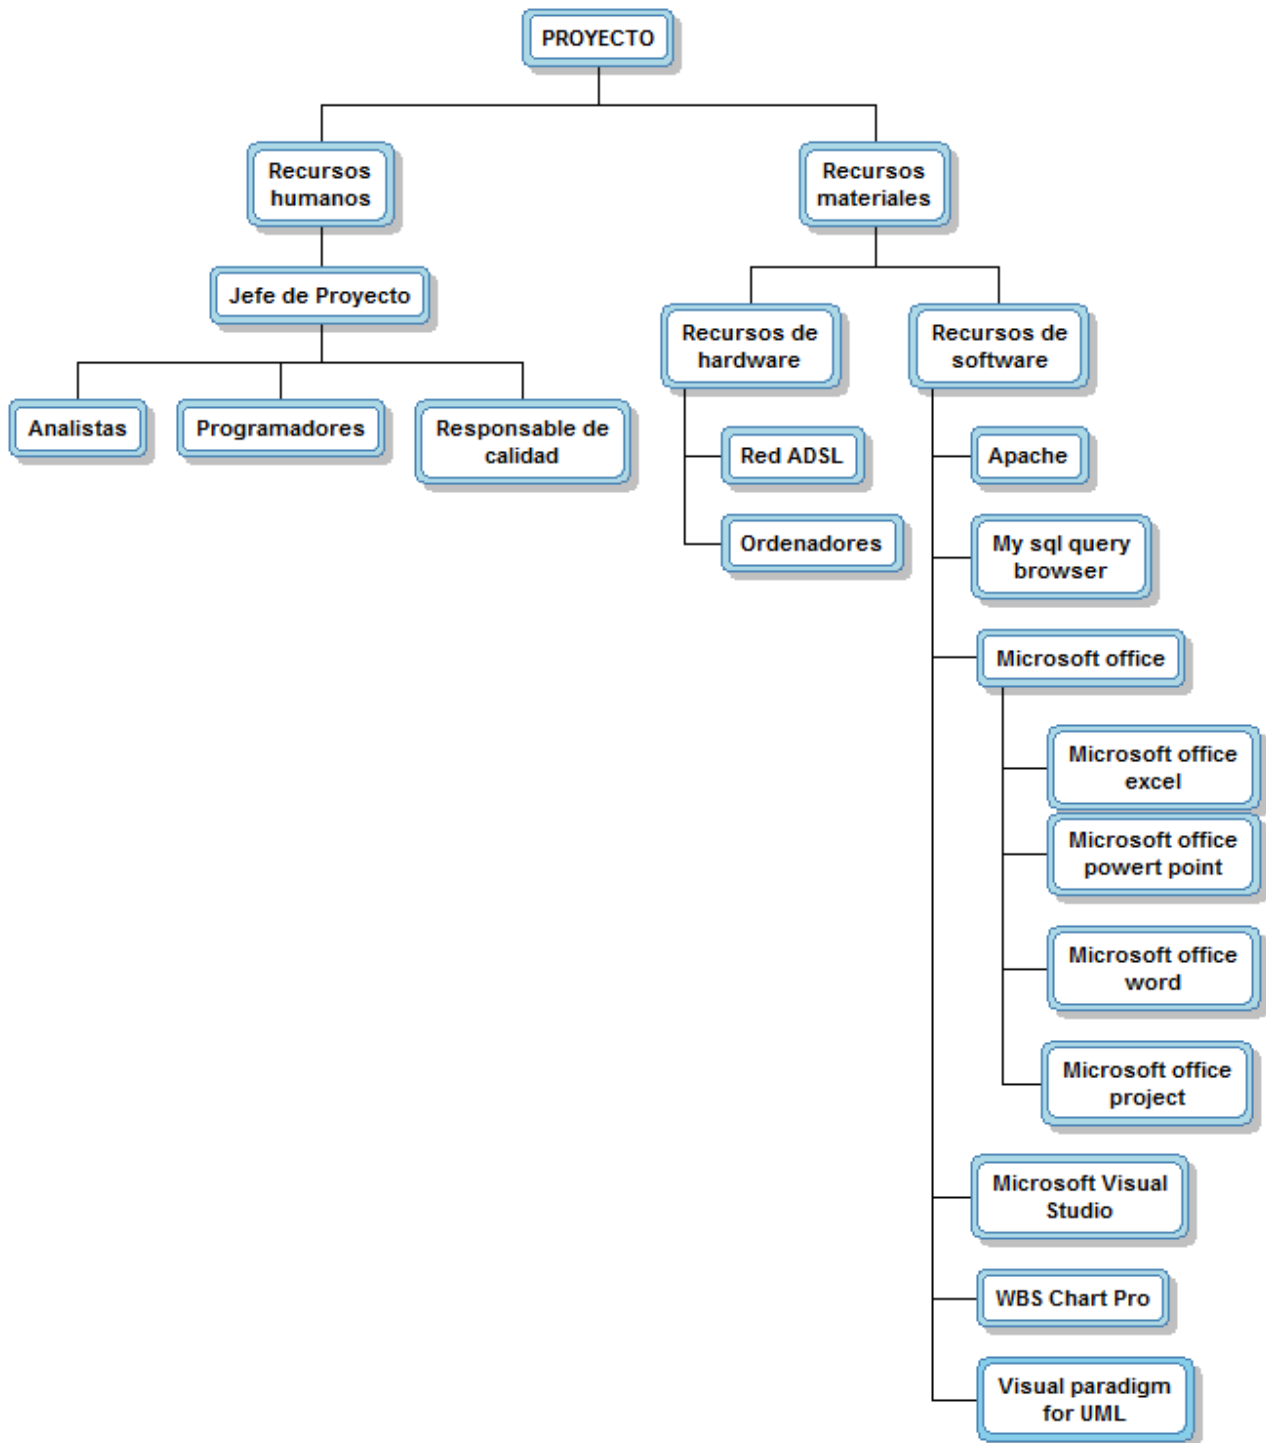 PROYECTO
Recursos
humanos
Recursos
materiales
Jefe de Proyecto
Recursos de
hardware
Recursos de
software
Analistas
Programadores
Responsable de
calidad
Red ADSL
Apache
Ordenadores
My sql query
browser
Microsoft office
Microsoft office
excel
Microsoft office
powert point
Microsoft office
word
Microsoft office
project
Microsoft Visual
Studio
WBS Chart Pro
Visual paradigm
for UML